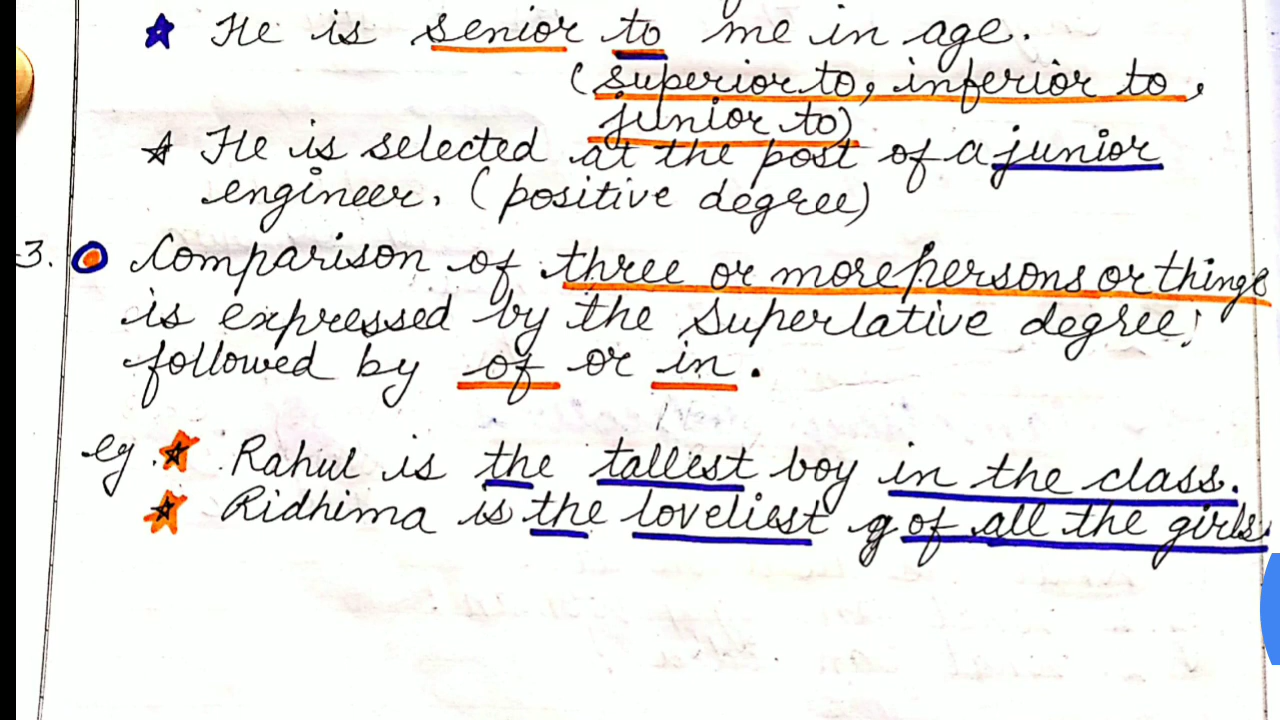 He is senior to me in age.
(superior to, inferior to,
junior to)
He is selected at the post of a junior
engineer. (positive degree)
3. Comparison of three or more persons or things
is expressed by the Superlative degree;
followed by of or in.
eg. Rahul is the tallest boy in the class.
Ridhima is the loveliest g of all the girls.